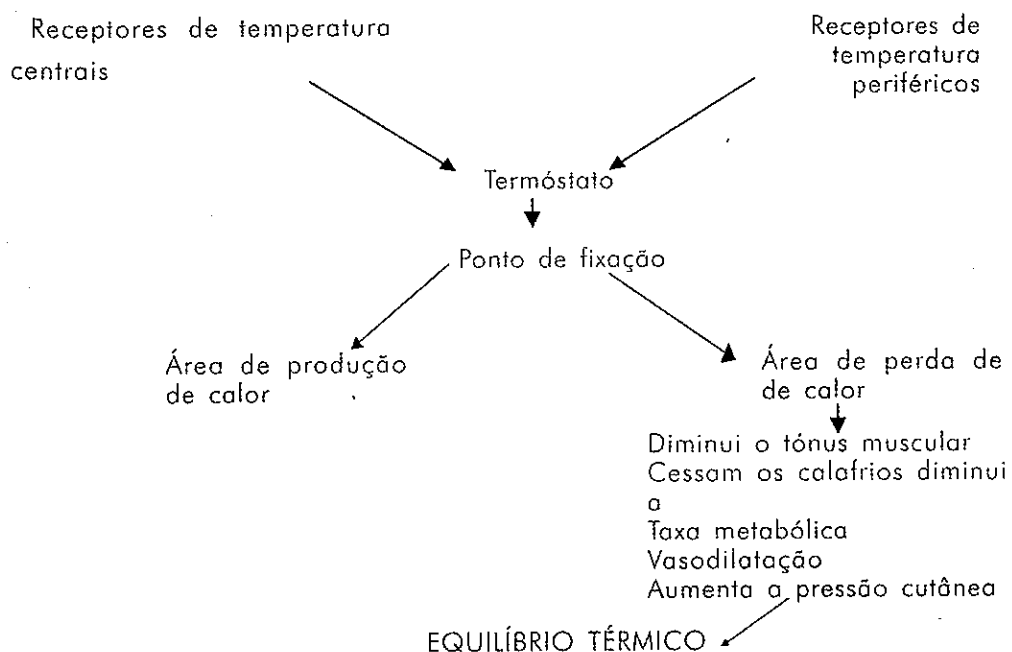 Receptores de temperatura
centrais
Receptores de
temperatura
periféricos
Termóstato
Ponto de fixação
Área de produção
de calor
Área de perda de
de calor
Diminui o tónus muscular
Cessam os calafrios diminui
a
Taxa metabólica
Vasodilatação
Aumenta a pressão cutânea
EQUILÍBRIO TÉRMICO